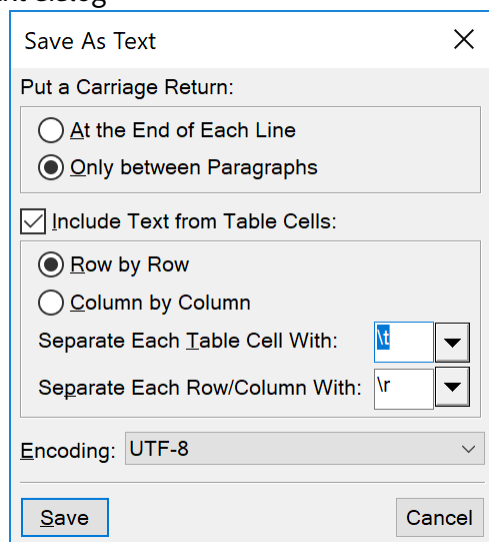 Save As Text
Put a Carriage Return:
At the End of Each Line
Only between Paragraphs
Include Text from Table Cells:
Row by Row
Column by Column
Separate Each Table Cell With: \t
Separate Each Row/Column With: \r
Encoding: UTF-8
Save Cancel